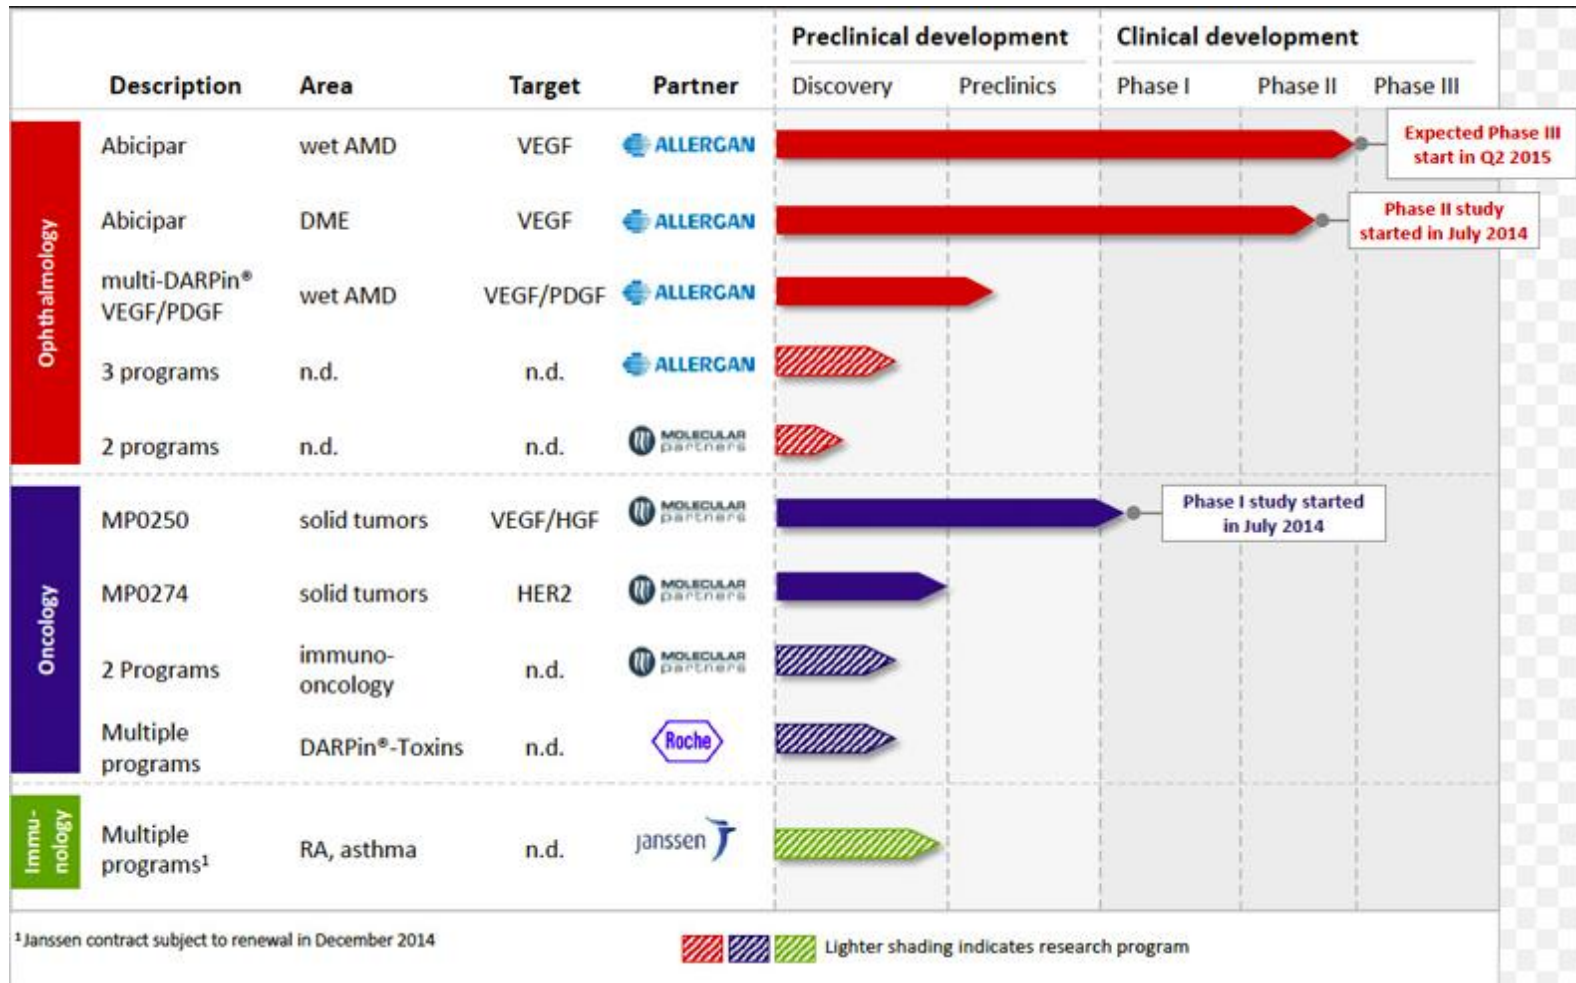 Preclinical development Clinical development
Description Area Target Partner Discovery Preclinics Phase I Phase II Phase III
Ophthalmology
Abicipar wet AMD VEGF ALLERGAN
Expected Phase III
start in Q2 2015
Abicipar DME VEGF ALLERGAN
Phase II study
started in July 2014
multi-DARPin®
VEGF/PDGF
wet AMD VEGF/PDGF ALLERGAN
3 programs n.d. n.d. ALLERGAN
2 programs n.d. n.d. MOLECULAR
partners
Oncology
MP0250 solid tumors VEGF/HGF MOLECULAR
partners
Phase I study started
in July 2014
MP0274 solid tumors HER2 MOLECULAR
partners
2 Programs immuno-
oncology
n.d. MOLECULAR
partners
Multiple
programs
DARPin®-Toxins n.d. Roche
Immu-
nology
Multiple
programs¹
RA, asthma n.d. janssen
¹ Janssen contract subject to renewal in December 2014
Lighter shading indicates research program